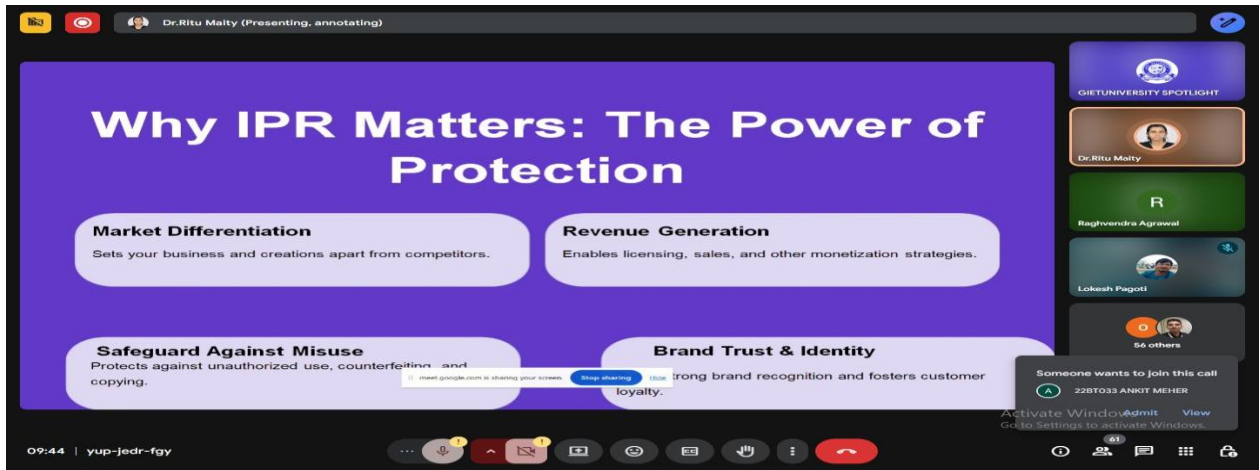 Dr.Ritu Maity (Presenting, annotating)
Why IPR Matters: The Power of
Protection
Market Differentiation
Sets your business and creations apart from competitors.
Revenue Generation
Enables licensing, sales, and other monetization strategies.
Safeguard Against Misuse
Protects against unauthorized use, counterfeiting, and
copying.
Brand Trust & Identity
trong brand recognition and fosters customer
loyalty.
meet.google.com is sharing your screen.
Stop sharing
Hide
GIETUNIVERSITY SPOTLIGHT
Dr.Ritu Maity
R
Raghvendra Agrawal
Lokesh Pagoti
O
56 others
Someone wants to join this call
A
22BTO33 ANKIT MEHER
Admit View
Activate Windows
Go to Settings to activate Windows.
09:44 | yup-jedr-fgy
61